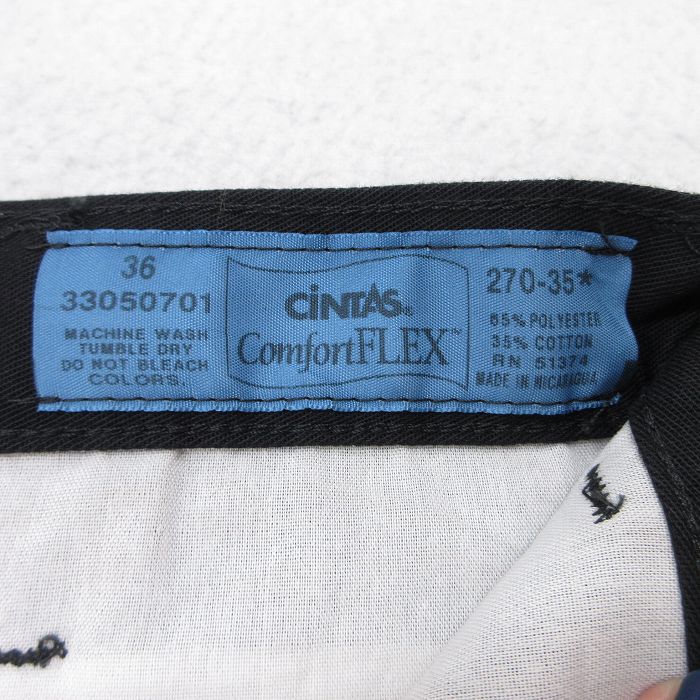 36
33050701
MACHINE WASH
TUMBLE DRY
DO NOT BLEACH
COLORS.
CiNTAS®
ComfortFLEX™
270-35*
65% POLYESTER
35% COTTON
RN 51374
MADE IN NICARAGUA